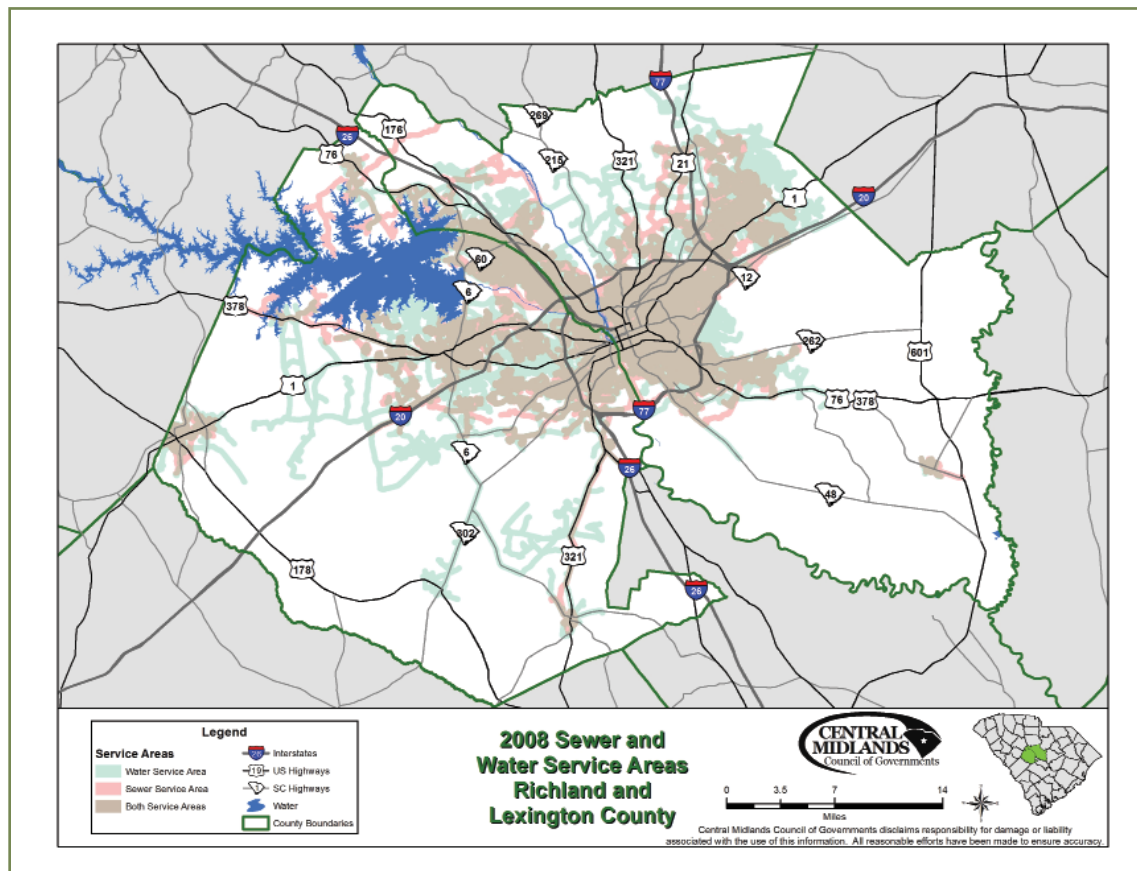 77
269
176
26
215
321
21
76
1
20
60
12
6
378
262
601
1
76
378
20
77
6
26
48
302
321
178
26
Legend
Service Areas
Water Service Area
Sewer Service Area
Both Service Areas
26 Interstates
19 US Highways
SC Highways
Water
County Boundaries
2008 Sewer and
Water Service Areas
Richland and
Lexington County
CENTRAL
MIDLANDS
Council of Governments
0 3.5 7 14
Miles
Central Midlands Council of Governments disclaims responsibility for damage or liability
associated with the use of this information. All reasonable efforts have been made to ensure accuracy.